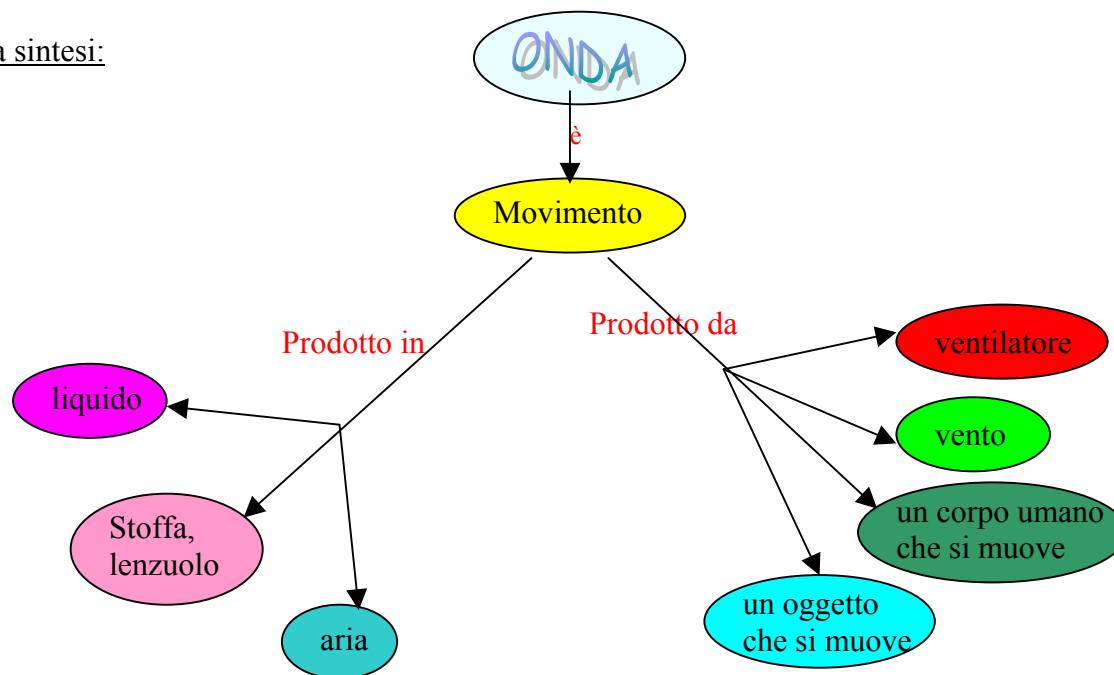 a sintesi:
ONDA
è
Movimento
Prodotto in
Prodotto da
ventilatore
liquido
vento
Stoffa,
lenzuolo
un corpo umano
che si muove
aria
un oggetto
che si muove